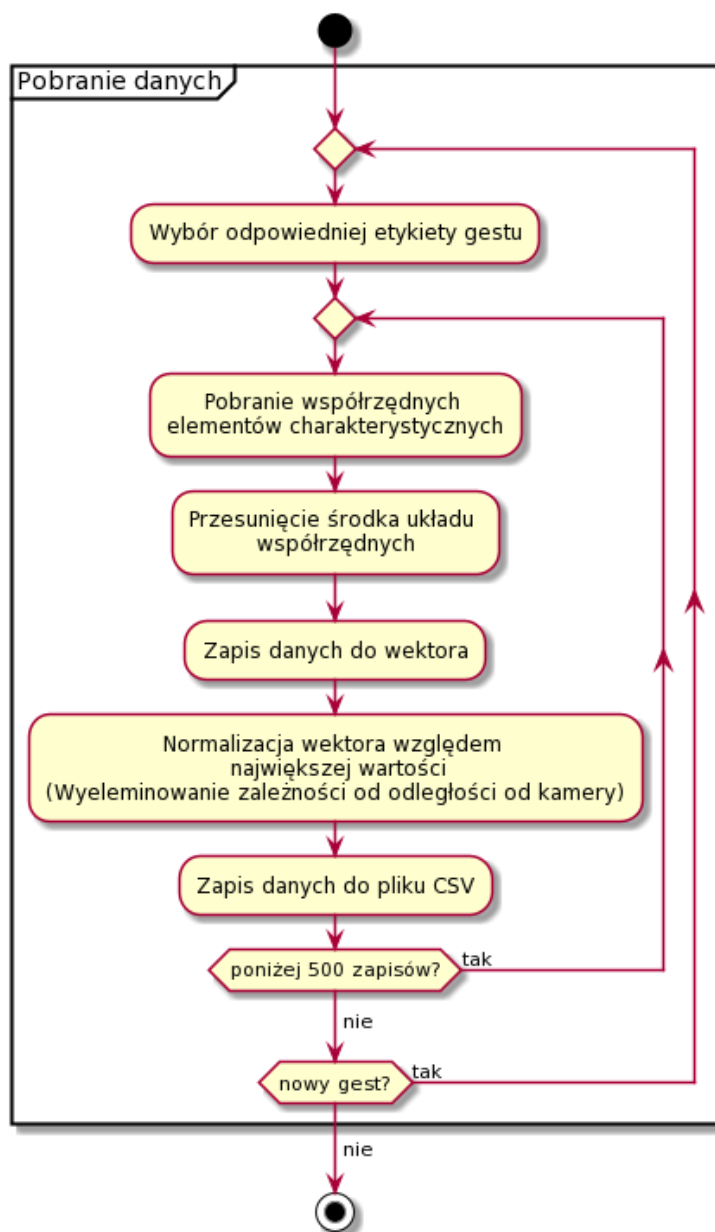 Pobranie danych
Wybór odpowiedniej etykiety gestu
Pobranie współrzędnych
elementów charakterystycznych
Przesunięcie środka układu
współrzędnych
Zapis danych do wektora
Normalizacja wektora względem
największej wartości
(Wyeleminowanie zależności od odległości od kamery)
Zapis danych do pliku CSV
poniżej 500 zapisów?
tak
nie
nowy gest?
tak
nie